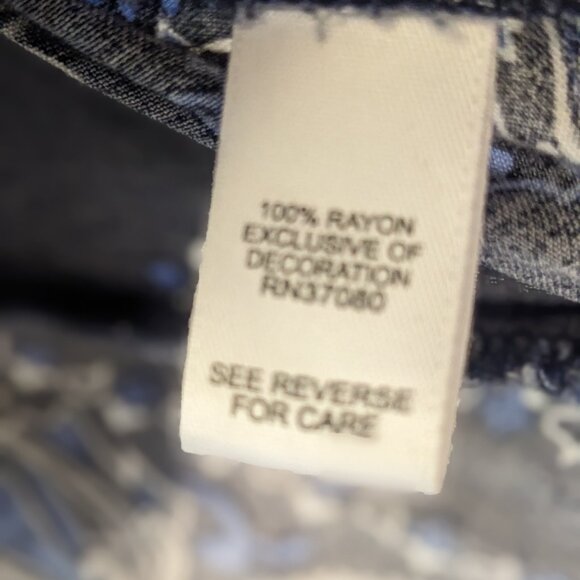 100% RAYON
EXCLUSIVE OF
DECORATION
RN37080
SEE REVERSE
FOR CARE